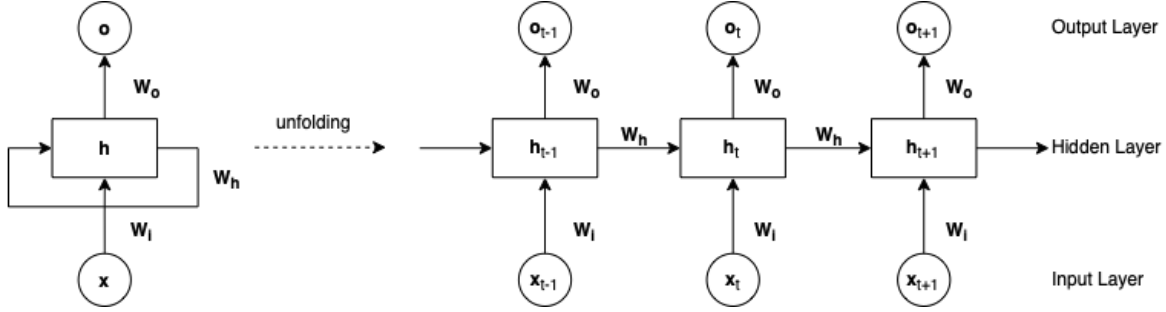 o
o_{t-1}
o_t
o_{t+1}
Output Layer
W_o
W_o
W_o
W_o
unfolding
h
W_h
h_{t-1}
W_h
h_t
W_h
h_{t+1}
Hidden Layer
W_i
W_i
W_i
W_i
x
x_{t-1}
x_t
x_{t+1}
Input Layer